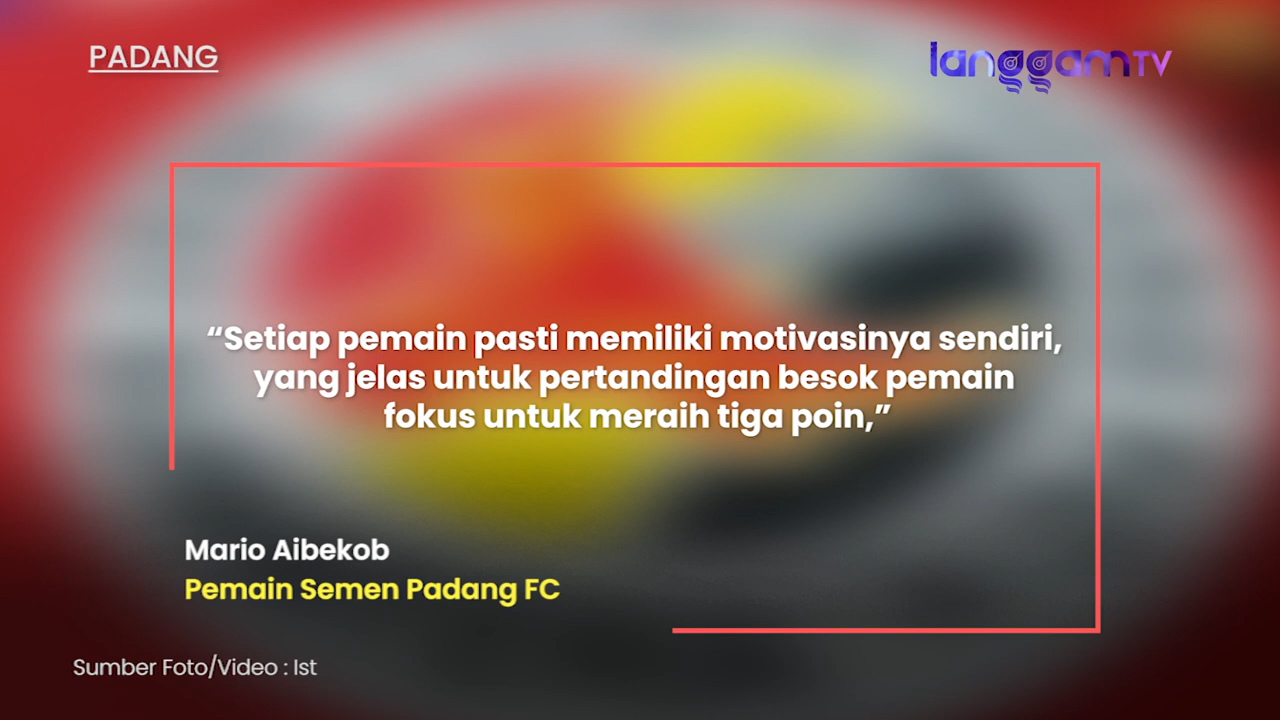 PADANG
langgamTV
“Setiap pemain pasti memiliki motivasinya sendiri,
yang jelas untuk pertandingan besok pemain
fokus untuk meraih tiga poin,”
Mario Aibekob
Pemain Semen Padang FC
Sumber Foto/Video : Ist